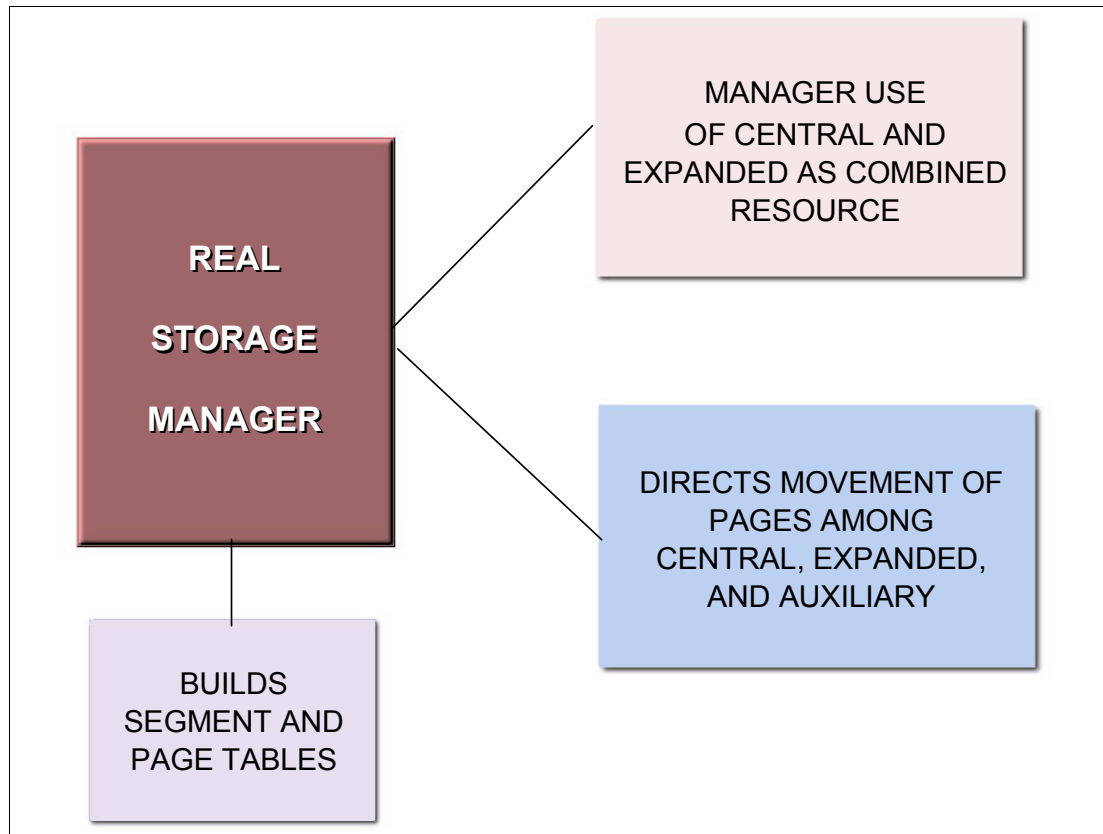 REAL
STORAGE
MANAGER
MANAGER USE
OF CENTRAL AND
EXPANDED AS COMBINED
RESOURCE
DIRECTS MOVEMENT OF
PAGES AMONG
CENTRAL, EXPANDED,
AND AUXILIARY
BUILDS
SEGMENT AND
PAGE TABLES